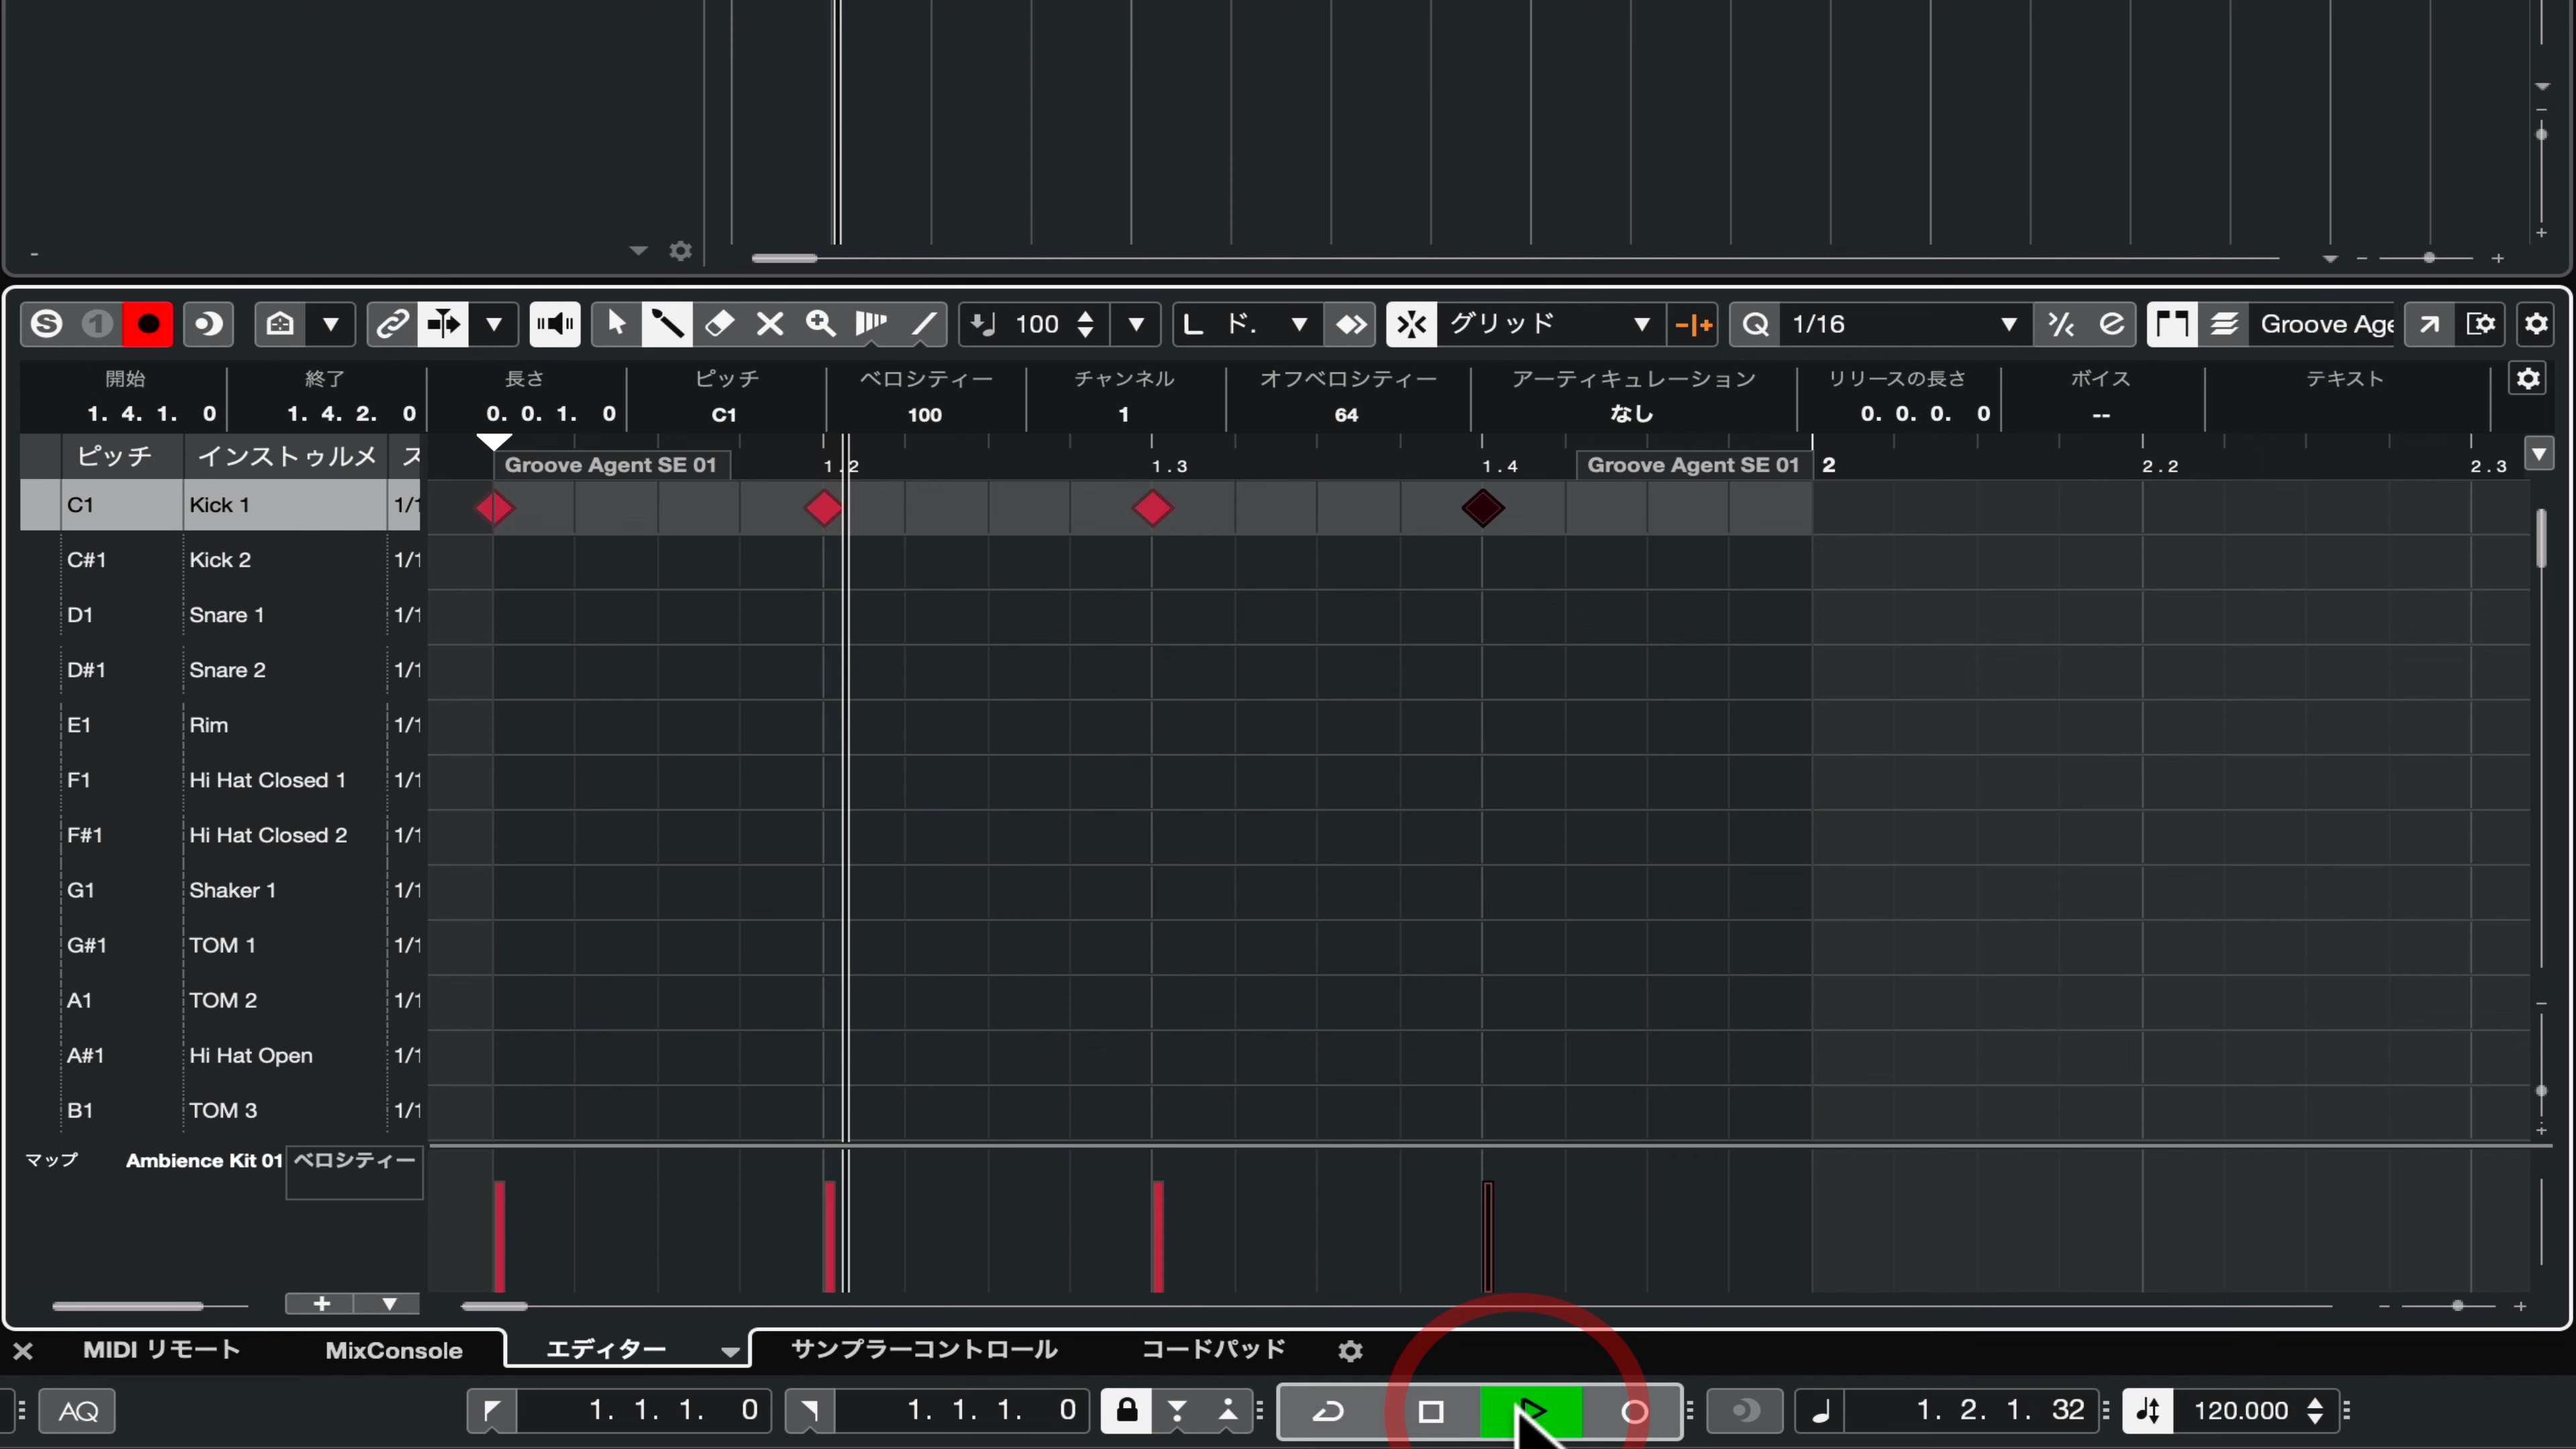 100
ド.
グリッド
1/16
Groove Age
開始 終了 長さ ピッチ ベロシティー チャンネル オフベロシティー アーティキュレーション リリースの長さ ボイス テキスト
1. 4. 1. 0 1. 4. 2. 0 0. 0. 1. 0 C1 100 1 64 なし 0. 0. 0. 0 --
ピッチ インストゥルメ ス
Groove Agent SE 01 1.2 1.3 1.4 Groove Agent SE 01 2 2.2 2.3
C1 Kick 1 1/1
C#1 Kick 2 1/1
D1 Snare 1 1/1
D#1 Snare 2 1/1
E1 Rim 1/1
F1 Hi Hat Closed 1 1/1
F#1 Hi Hat Closed 2 1/1
G1 Shaker 1 1/1
G#1 TOM 1 1/1
A1 TOM 2 1/1
A#1 Hi Hat Open 1/1
B1 TOM 3 1/1
マップ Ambience Kit 01 ベロシティー
MIDI リモート MixConsole エディター サンプラーコントロール コードパッド
AQ 1. 1. 1. 0 1. 1. 1. 0 1. 2. 1. 32 120.000